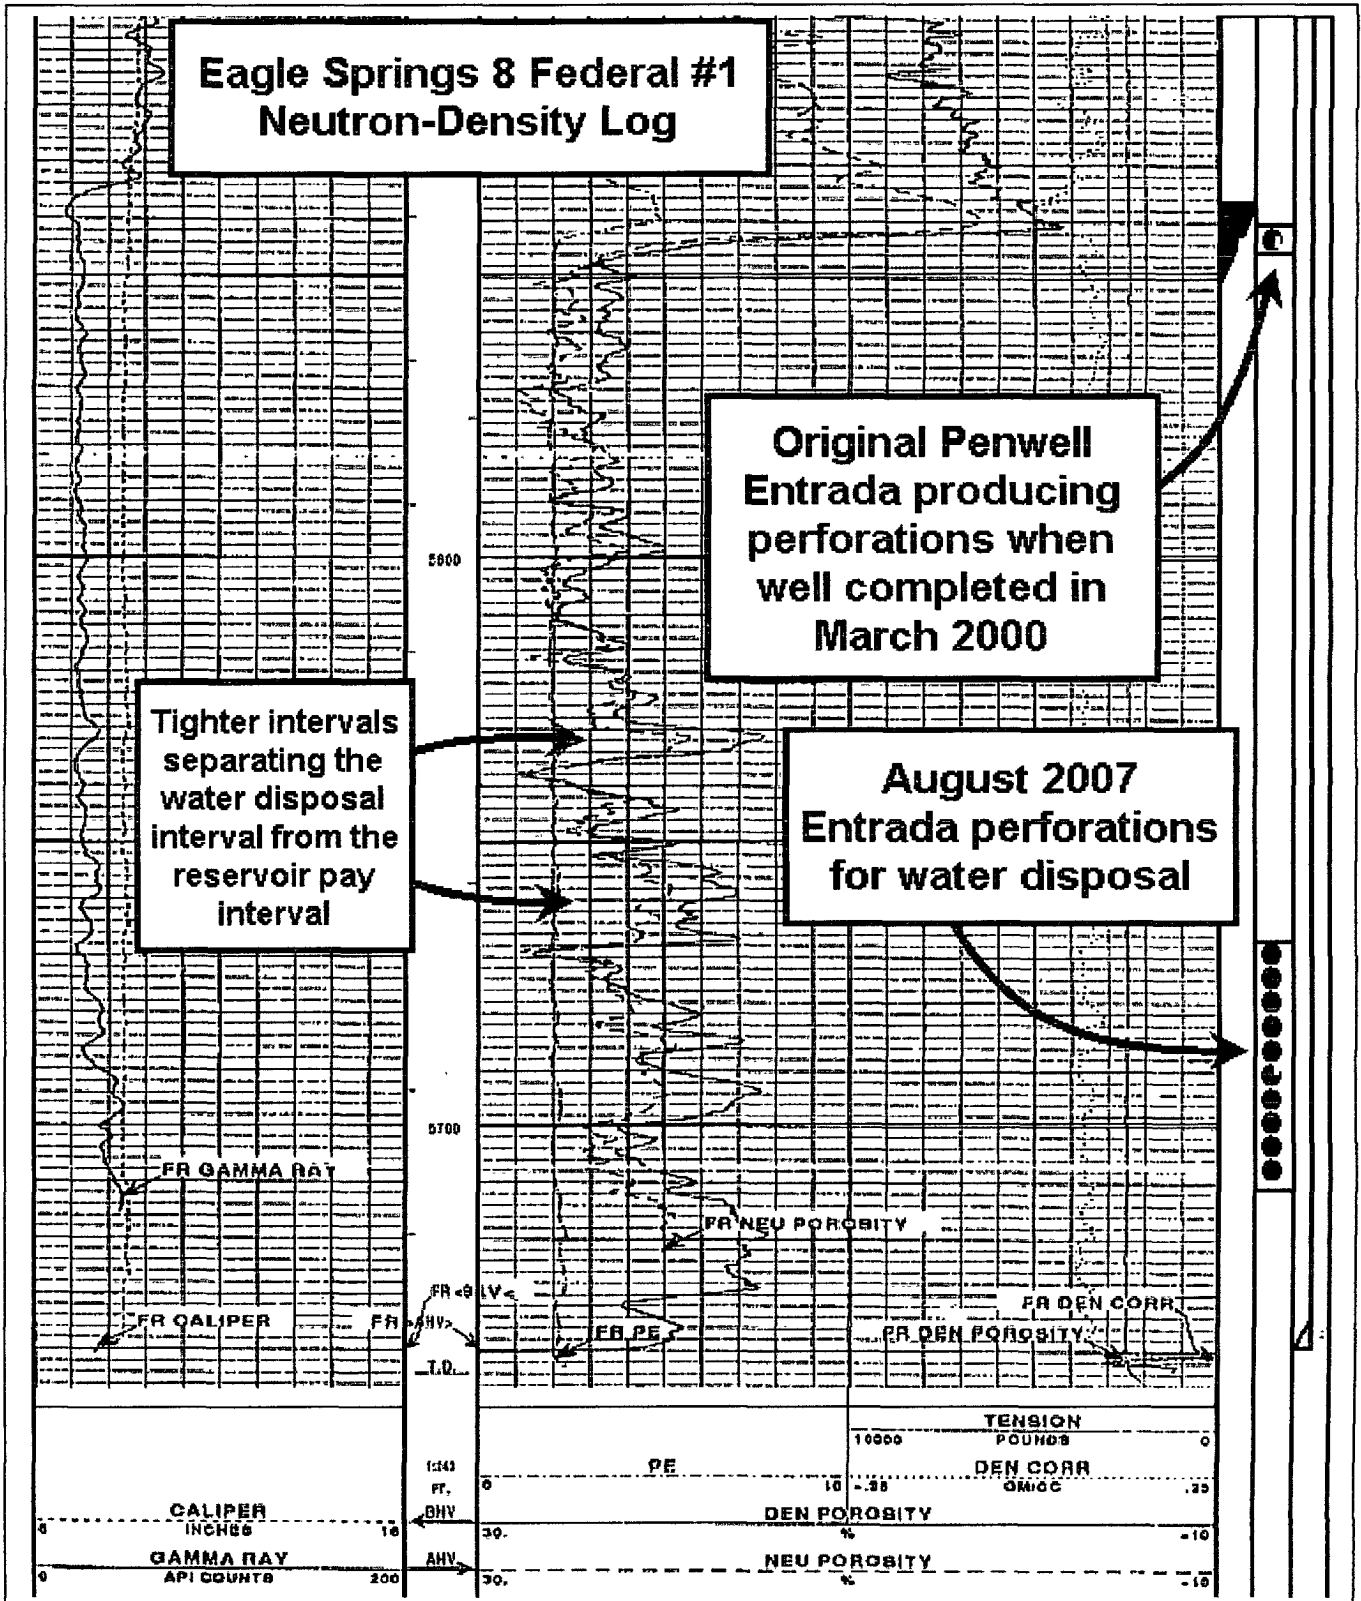 Eagle Springs 8 Federal #1
Neutron-Density Log
Original Penwell
Entrada producing
perforations when
well completed in
March 2000
5600
Tighter intervals
separating the
water disposal
interval from the
reservoir pay
interval
August 2007
Entrada perforations
for water disposal
5700
FR GAMMA RAY
FR NEU POROSITY
FR CALIPER
FR PE
FR DEN CORR
FR DEN POROSITY
T.D.
TENSION
10000 POUNDS 0
PE
0 10
DEN CORR
-.25 GM/CC .25
FT.
CALIPER
6 INCHES 16
BHV
DEN POROSITY
30. % -10
GAMMA RAY
0 API COUNTS 200
AHV
NEU POROSITY
30. % -10